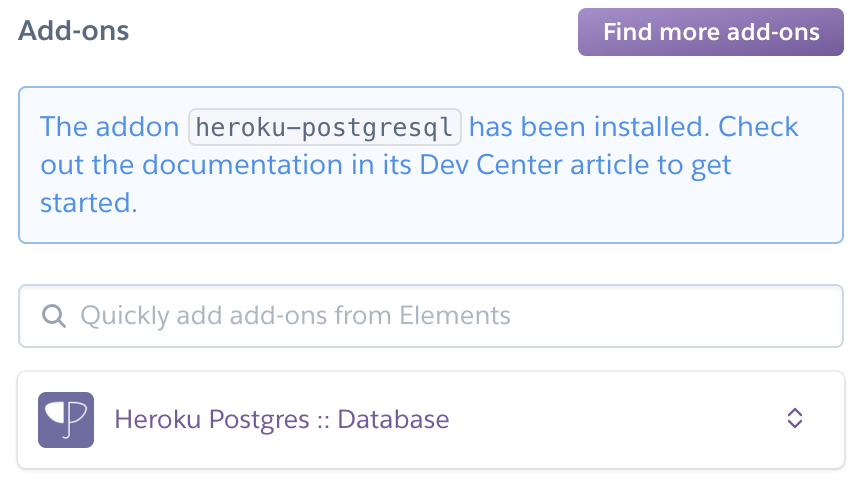 Add-ons
Find more add-ons
The addon heroku-postgresql has been installed. Check
out the documentation in its Dev Center article to get
started.
Quickly add add-ons from Elements
Heroku Postgres :: Database